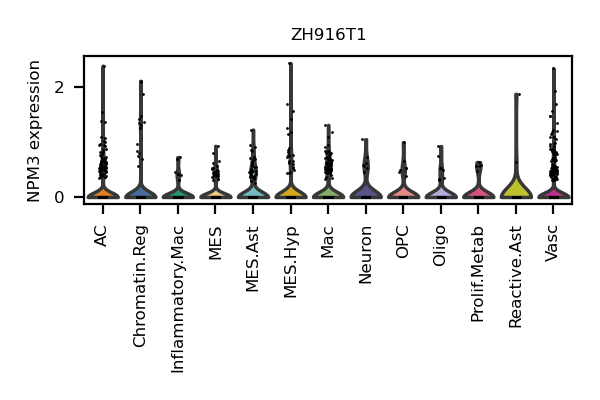 ZH916T1
NPM3 expression
2
0
AC
Chromatin.Reg
Inflammatory.Mac
MES
MES.Ast
MES.Hyp
Mac
Neuron
OPC
Oligo
Prolif.Metab
Reactive.Ast
Vasc